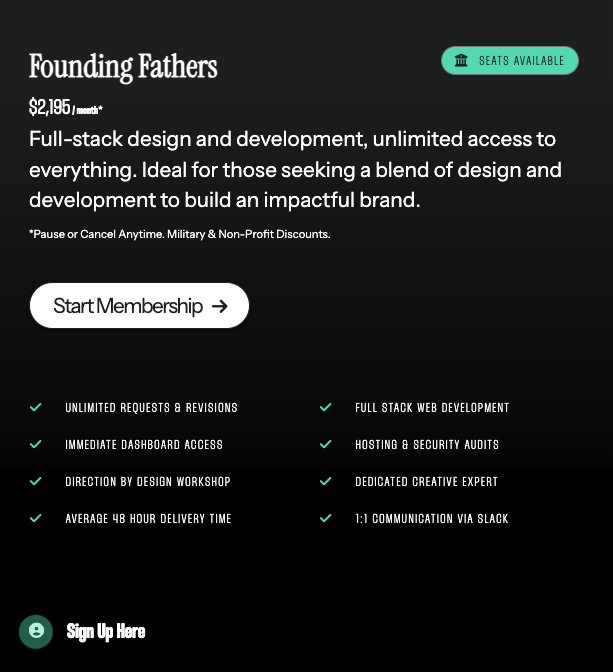 Founding Fathers
SEATS AVAILABLE
$2,195 / month*
Full-stack design and development, unlimited access to
everything. Ideal for those seeking a blend of design and
development to build an impactful brand.
*Pause or Cancel Anytime. Military & Non-Profit Discounts.
Start Membership →
UNLIMITED REQUESTS & REVISIONS
FULL STACK WEB DEVELOPMENT
IMMEDIATE DASHBOARD ACCESS
HOSTING & SECURITY AUDITS
DIRECTION BY DESIGN WORKSHOP
DEDICATED CREATIVE EXPERT
AVERAGE 48 HOUR DELIVERY TIME
1:1 COMMUNICATION VIA SLACK
Sign Up Here